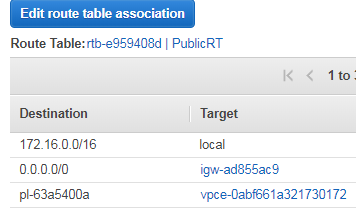 Edit route table association
Route Table: rtb-e959408d | PublicRT
1 to
Destination Target
172.16.0.0/16 local
0.0.0.0/0 igw-ad855ac9
pl-63a5400a vpce-0abf661a321730172